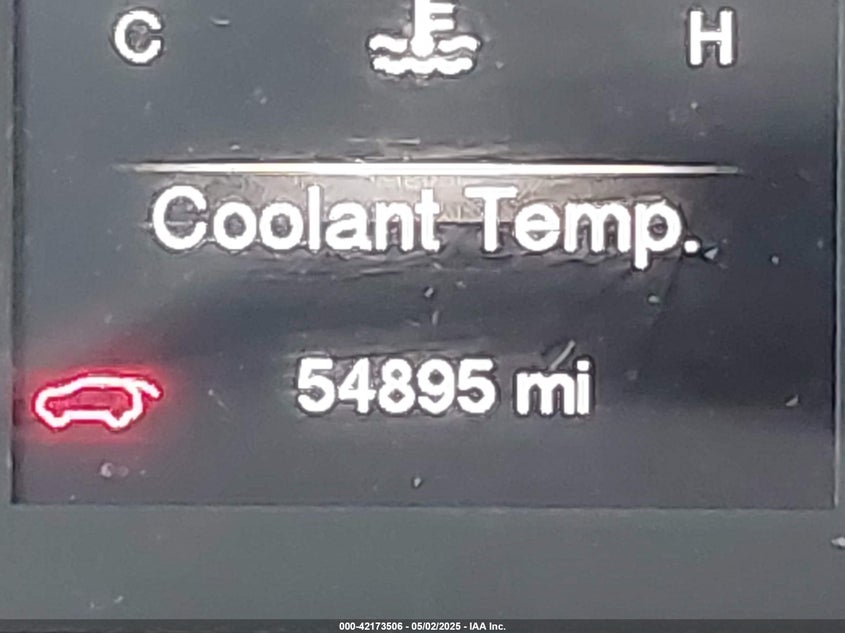 C H
Coolant Temp.
54895 mi
000-42173506 - 05/02/2025 - IAA Inc.